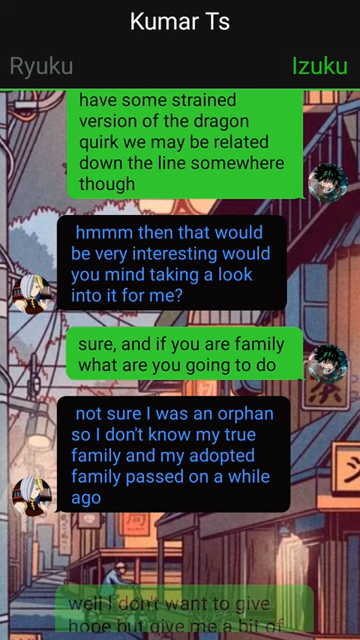 Kumar Ts
Ryuku
Izuku
have some strained
version of the dragon
quirk we may be related
down the line somewhere
though
hmmm then that would
be very interesting would
you mind taking a look
into it for me?
sure, and if you are family
what are you going to do
not sure I was an orphan
so I don't know my true
family and my adopted
family passed on a while
ago
well I don't want to give
hope but give me a bit of